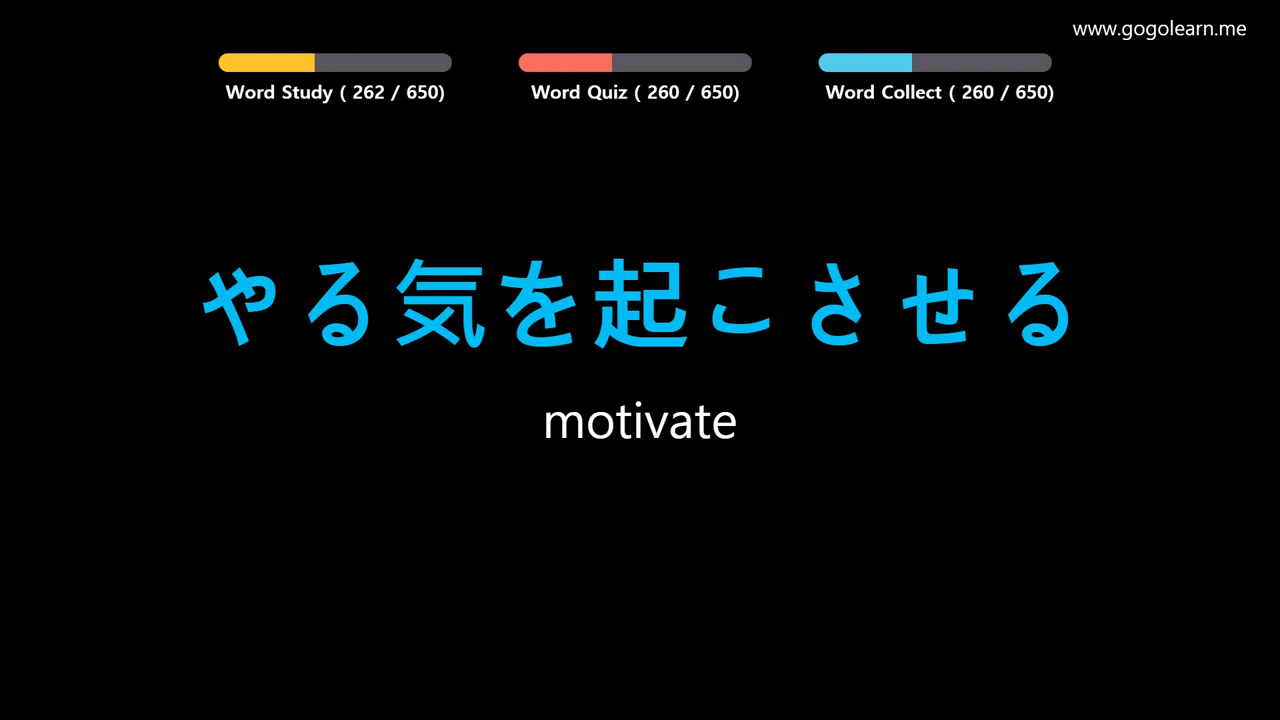 www.gogolearn.me
Word Study ( 262 / 650)
Word Quiz ( 260 / 650)
Word Collect ( 260 / 650)
やる気を起こさせる
motivate